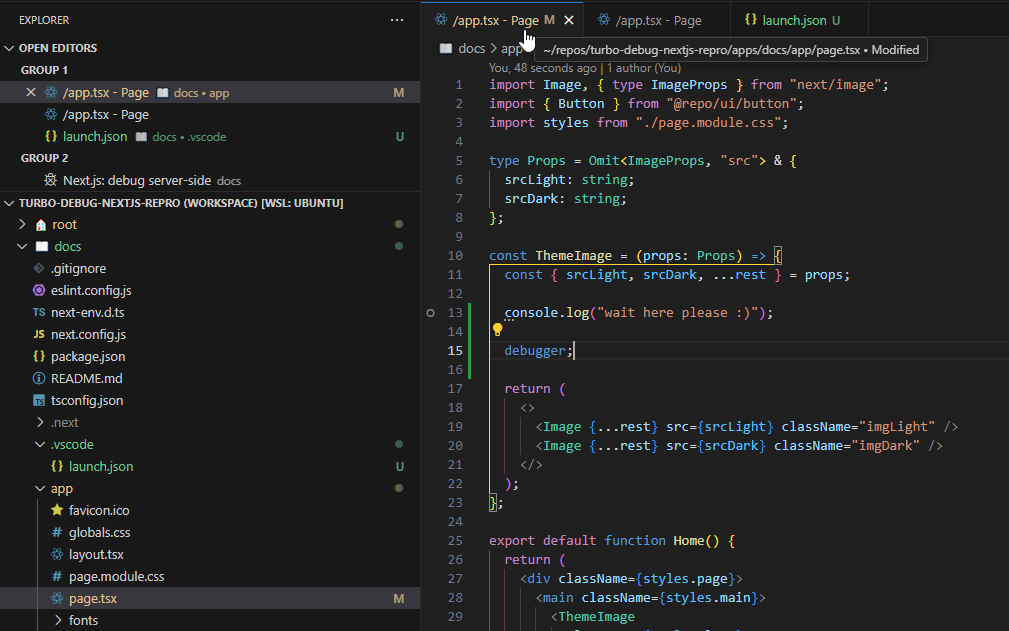 EXPLORER
OPEN EDITORS
GROUP 1
/app.tsx - Page docs • app M
/app.tsx - Page
launch.json docs • .vscode U
GROUP 2
Next.js: debug server-side docs
TURBO-DEBUG-NEXTJS-REPRO (WORKSPACE) [WSL: UBUNTU]
root
docs
.gitignore
eslint.config.js
next-env.d.ts
next.config.js
package.json
README.md
tsconfig.json
.next
.vscode
launch.json U
app
favicon.ico
globals.css
layout.tsx
page.module.css
page.tsx M
fonts
/app.tsx - Page M
/app.tsx - Page
launch.json U
docs > app
~/repos/turbo-debug-nextjs-repro/apps/docs/app/page.tsx • Modified
You, 48 seconds ago | 1 author (You)
1 import Image, { type ImageProps } from "next/image";
2 import { Button } from "@repo/ui/button";
3 import styles from "./page.module.css";
4
5 type Props = Omit<ImageProps, "src"> & {
6 srcLight: string;
7 srcDark: string;
8 };
9
10 const ThemeImage = (props: Props) => {
11 const { srcLight, srcDark, ...rest } = props;
12
13 console.log("wait here please :)");
14
15 debugger;
16
17 return (
18 <>
19 <Image {...rest} src={srcLight} className="imgLight" />
20 <Image {...rest} src={srcDark} className="imgDark" />
21 </>
22 );
23 };
24
25 export default function Home() {
26 return (
27 <div className={styles.page}>
28 <main className={styles.main}>
29 <ThemeImage